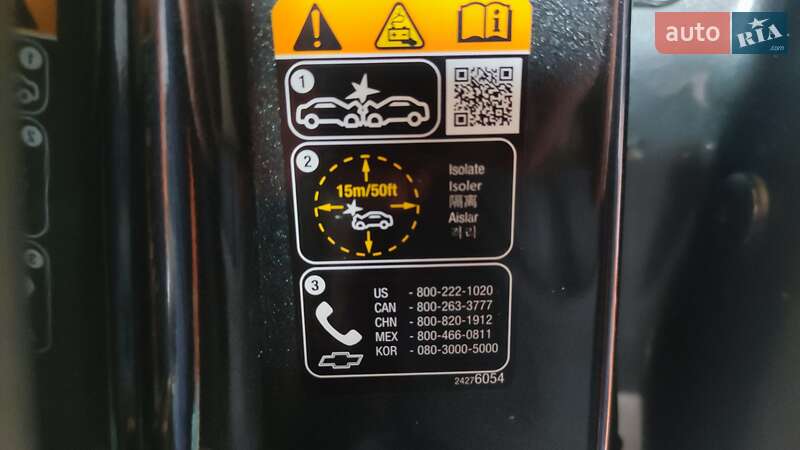 auto RIA
.com
1
2
15m/50ft
Isolate
Isoler
隔离
Aislar
격리
3
US - 800-222-1020
CAN - 800-263-3777
CHN - 800-820-1912
MEX - 800-466-0811
KOR - 080-3000-5000
24276054